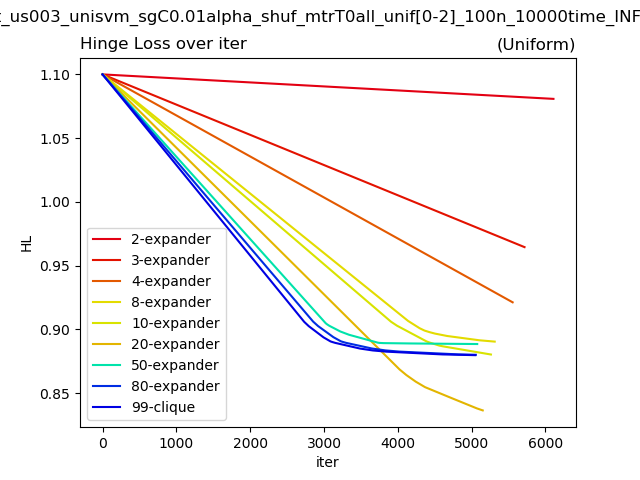 t_us003_unisvm_sgC0.01alpha_shuf_mtrT0all_unif[0-2]_100n_10000time_INF
Hinge Loss over iter
(Uniform)
1.10
1.05
1.00
0.95
0.90
0.85
HL
2-expander
3-expander
4-expander
8-expander
10-expander
20-expander
50-expander
80-expander
99-clique
0
1000
2000
3000
4000
5000
6000
iter